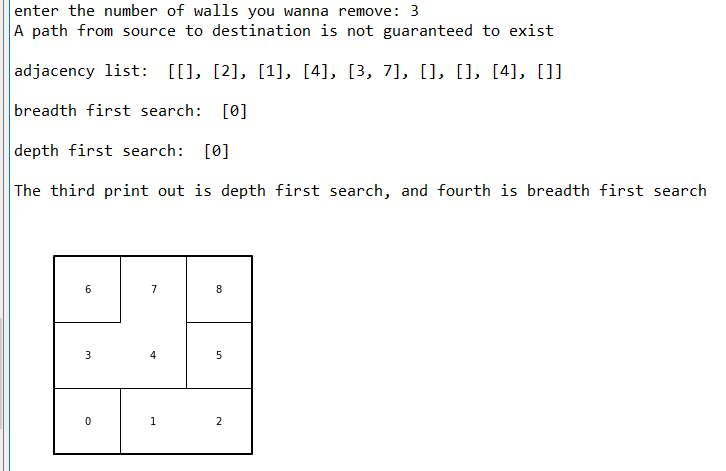 enter the number of walls you wanna remove: 3
A path from source to destination is not guaranteed to exist
adjacency list:  [[], [2], [1], [4], [3, 7], [], [], [4], []]
breadth first search:  [0]
depth first search:  [0]
The third print out is depth first search, and fourth is breadth first search
6 7 8
3 4 5
0 1 2